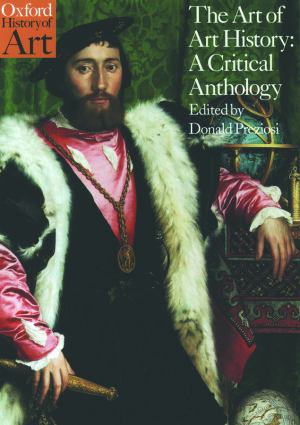 Oxford
History of
Art
The Art of
Art History:
A Critical
Anthology
Edited by
Donald Preziosi